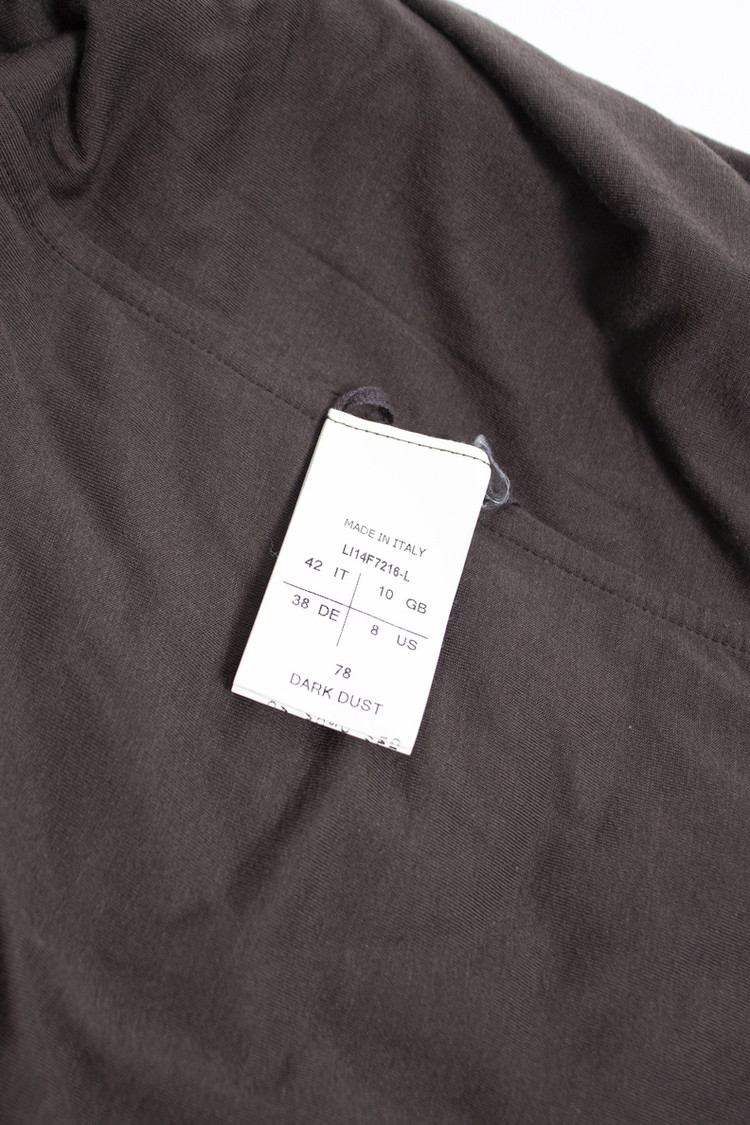 MADE IN ITALY
LI14F7216-L
42 IT 10 GB
38 DE 8 US
78
DARK DUST